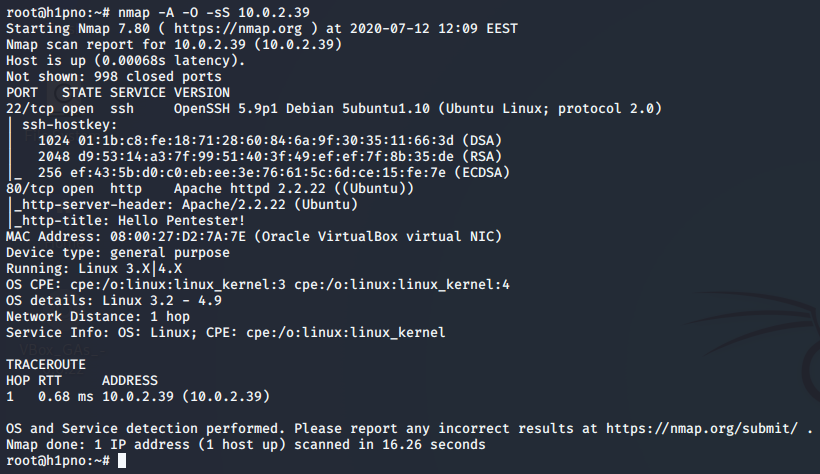 root@h1pno:~# nmap -A -O -sS 10.0.2.39
Starting Nmap 7.80 ( https://nmap.org ) at 2020-07-12 12:09 EEST
Nmap scan report for 10.0.2.39 (10.0.2.39)
Host is up (0.00068s latency).
Not shown: 998 closed ports
PORT   STATE SERVICE VERSION
22/tcp open  ssh     OpenSSH 5.9p1 Debian 5ubuntu1.10 (Ubuntu Linux; protocol 2.0)
| ssh-hostkey:
|   1024 01:1b:c8:fe:18:71:28:60:84:6a:9f:30:35:11:66:3d (DSA)
|   2048 d9:53:14:a3:7f:99:51:40:3f:49:ef:ef:7f:8b:35:de (RSA)
|_  256 ef:43:5b:d0:c0:eb:ee:3e:76:61:5c:6d:ce:15:fe:7e (ECDSA)
80/tcp open  http    Apache httpd 2.2.22 ((Ubuntu))
|_http-server-header: Apache/2.2.22 (Ubuntu)
|_http-title: Hello Pentester!
MAC Address: 08:00:27:D2:7A:7E (Oracle VirtualBox virtual NIC)
Device type: general purpose
Running: Linux 3.X|4.X
OS CPE: cpe:/o:linux:linux_kernel:3 cpe:/o:linux:linux_kernel:4
OS details: Linux 3.2 - 4.9
Network Distance: 1 hop
Service Info: OS: Linux; CPE: cpe:/o:linux:linux_kernel
TRACEROUTE
HOP RTT     ADDRESS
1   0.68 ms 10.0.2.39 (10.0.2.39)
OS and Service detection performed. Please report any incorrect results at https://nmap.org/submit/ .
Nmap done: 1 IP address (1 host up) scanned in 16.26 seconds
root@h1pno:~#